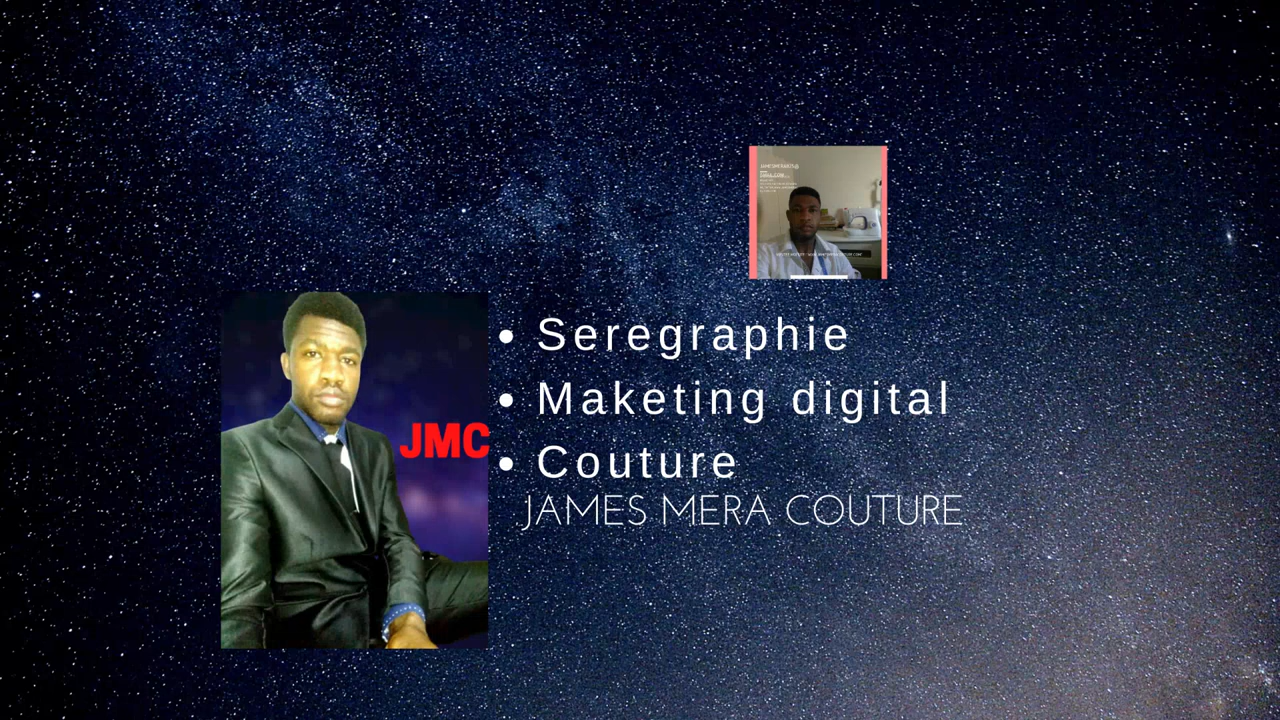 JMC
Seregraphie
Maketing digital
Couture
JAMES MERA COUTURE